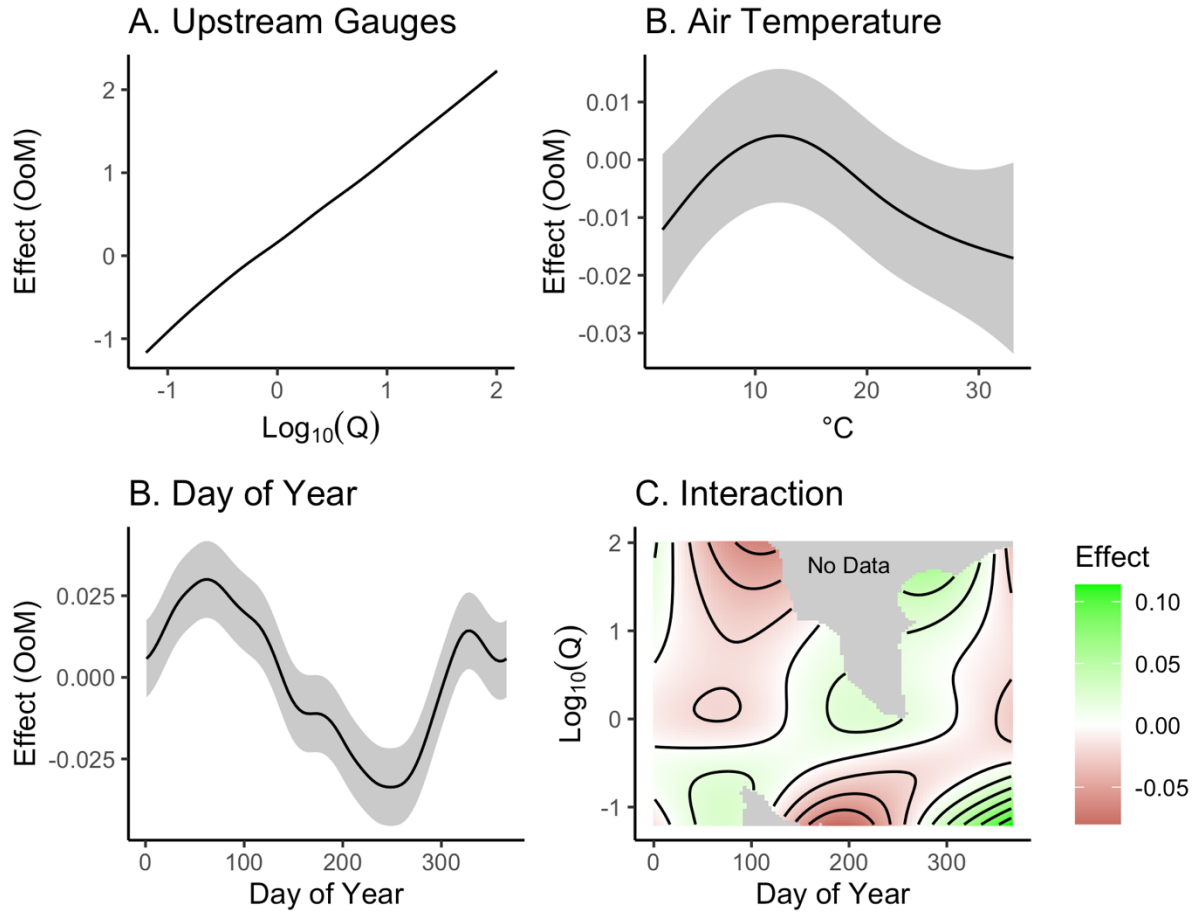 A. Upstream Gauges
Effect (OoM)
2
1
0
-1
-1 0 1 2
Log₁₀(Q)
B. Air Temperature
Effect (OoM)
0.01
0.00
-0.01
-0.02
-0.03
10 20 30
°C
B. Day of Year
Effect (OoM)
0.025
0.000
-0.025
0 100 200 300
Day of Year
C. Interaction
Log₁₀(Q)
2
1
0
-1
No Data
0 100 200 300
Day of Year
Effect
0.10
0.05
0.00
-0.05